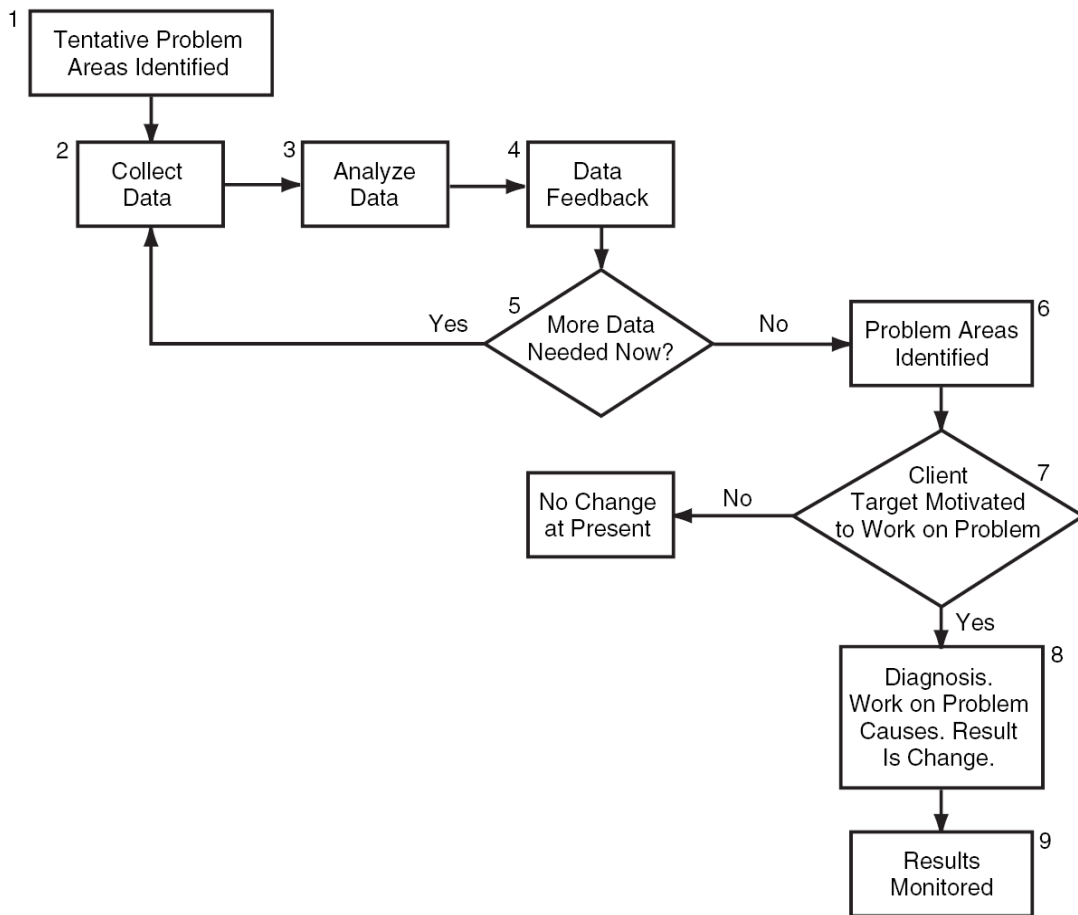 1
Tentative Problem
Areas Identified
2
Collect
Data
3
Analyze
Data
4
Data
Feedback
5
More Data
Needed Now?
Yes
No
6
Problem Areas
Identified
7
Client
Target Motivated
to Work on Problem
No
No Change
at Present
Yes
8
Diagnosis.
Work on Problem
Causes. Result
Is Change.
9
Results
Monitored